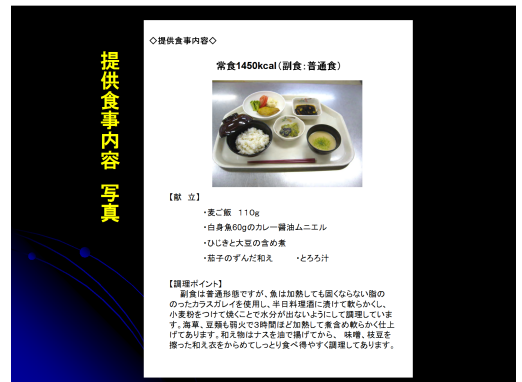 提供食事内容 写真
◇提供食事内容◇
常食1450kcal(副食:普通食)
【献 立】
・麦ご飯 110g
・白身魚60gのカレー醤油ムニエル
・ひじきと大豆の含め煮
・茄子のずんだ和え ・とろろ汁
【調理ポイント】
副食は普通形態ですが、魚は加熱しても固くならない脂の
のったカラスガレイを使用し、半日料理酒に漬けて軟らかくし、
小麦粉をつけて焼くことで水分が出ないようにして調理していま
す。海草、豆類も弱火で3時間ほど加熱して煮含め軟らかく仕上
げてあります。和え物はナスを油で揚げてから、 味噌、枝豆を
擦った和え衣をからめてしっとり食べ得やすく調理してあります。